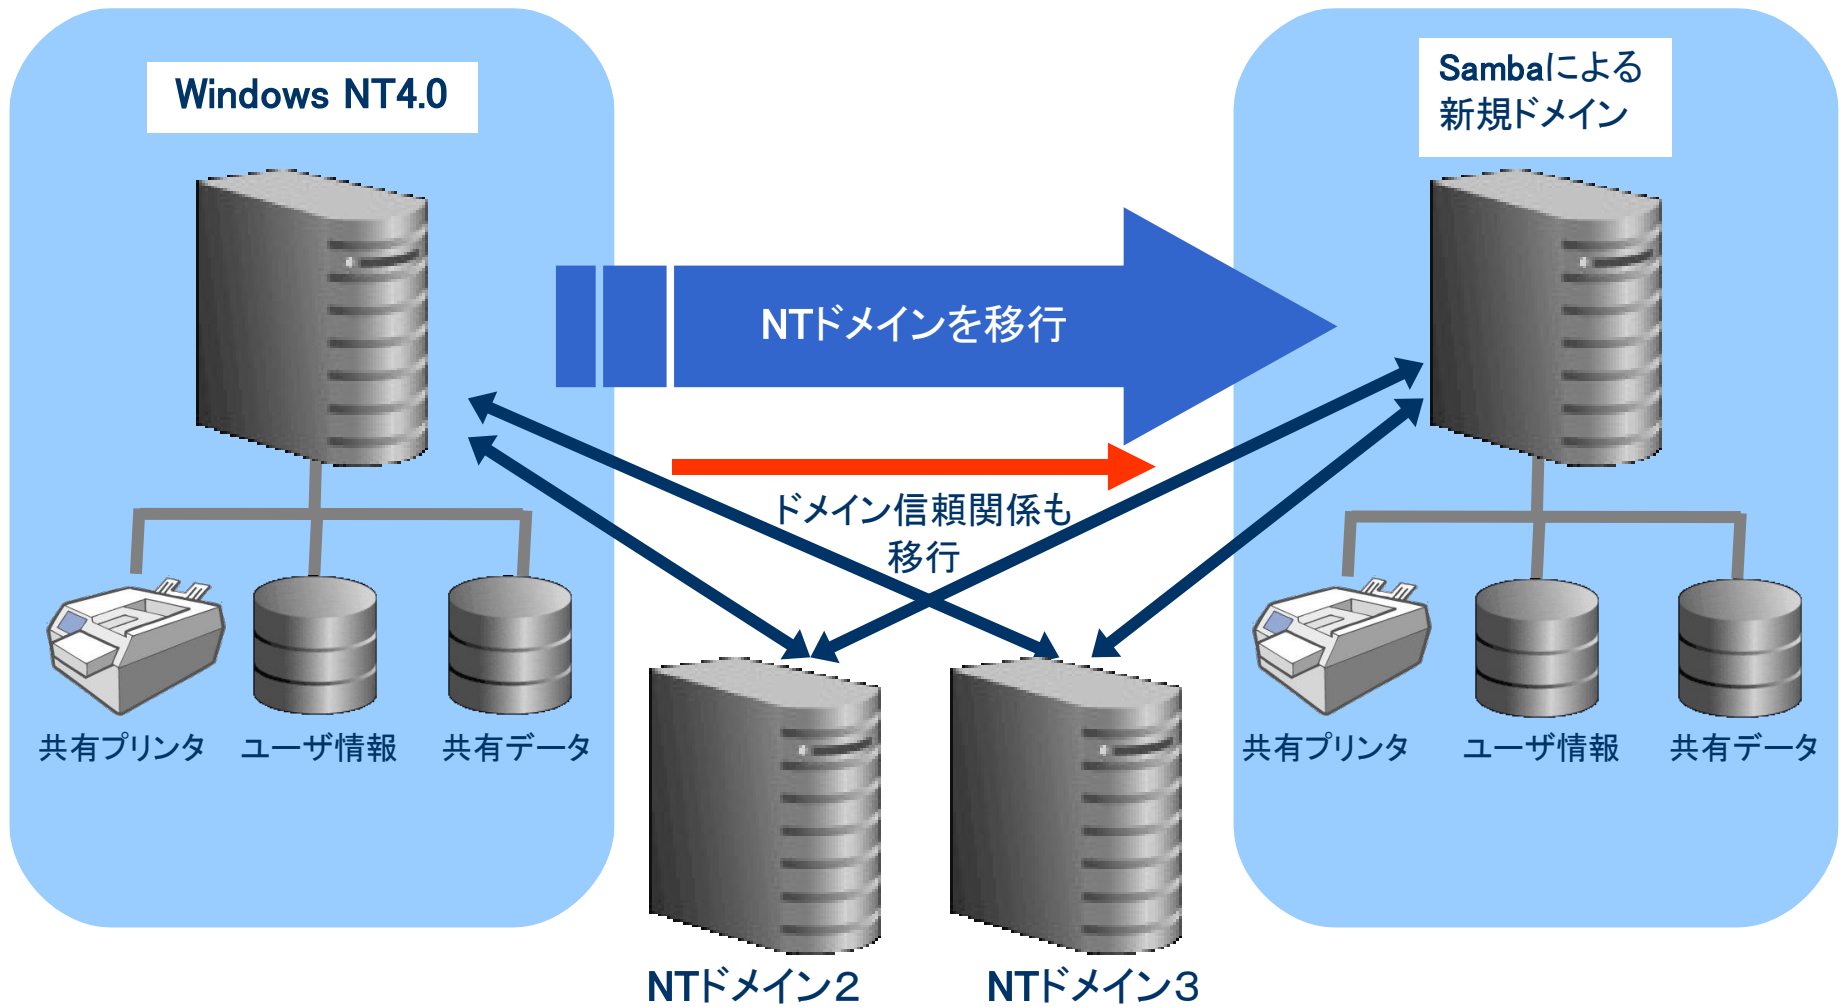 Windows NT4.0
Sambaによる
新規ドメイン
NTドメインを移行
ドメイン信頼関係も
移行
共有プリンタ
ユーザ情報
共有データ
共有プリンタ
ユーザ情報
共有データ
NTドメイン２
NTドメイン３